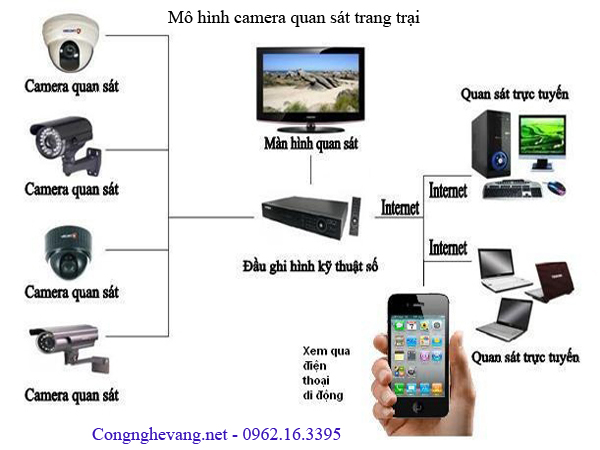 Mô hình camera quan sát trang trại
Camera quan sát
Màn hình quan sát
Quan sát trực tuyến
Camera quan sát
Internet
Internet
Internet
Đầu ghi hình kỹ thuật số
Camera quan sát
Xem qua
điện
thoại
di động
Quan sát trực tuyến
Camera quan sát
Congnghevang.net - 0962.16.3395